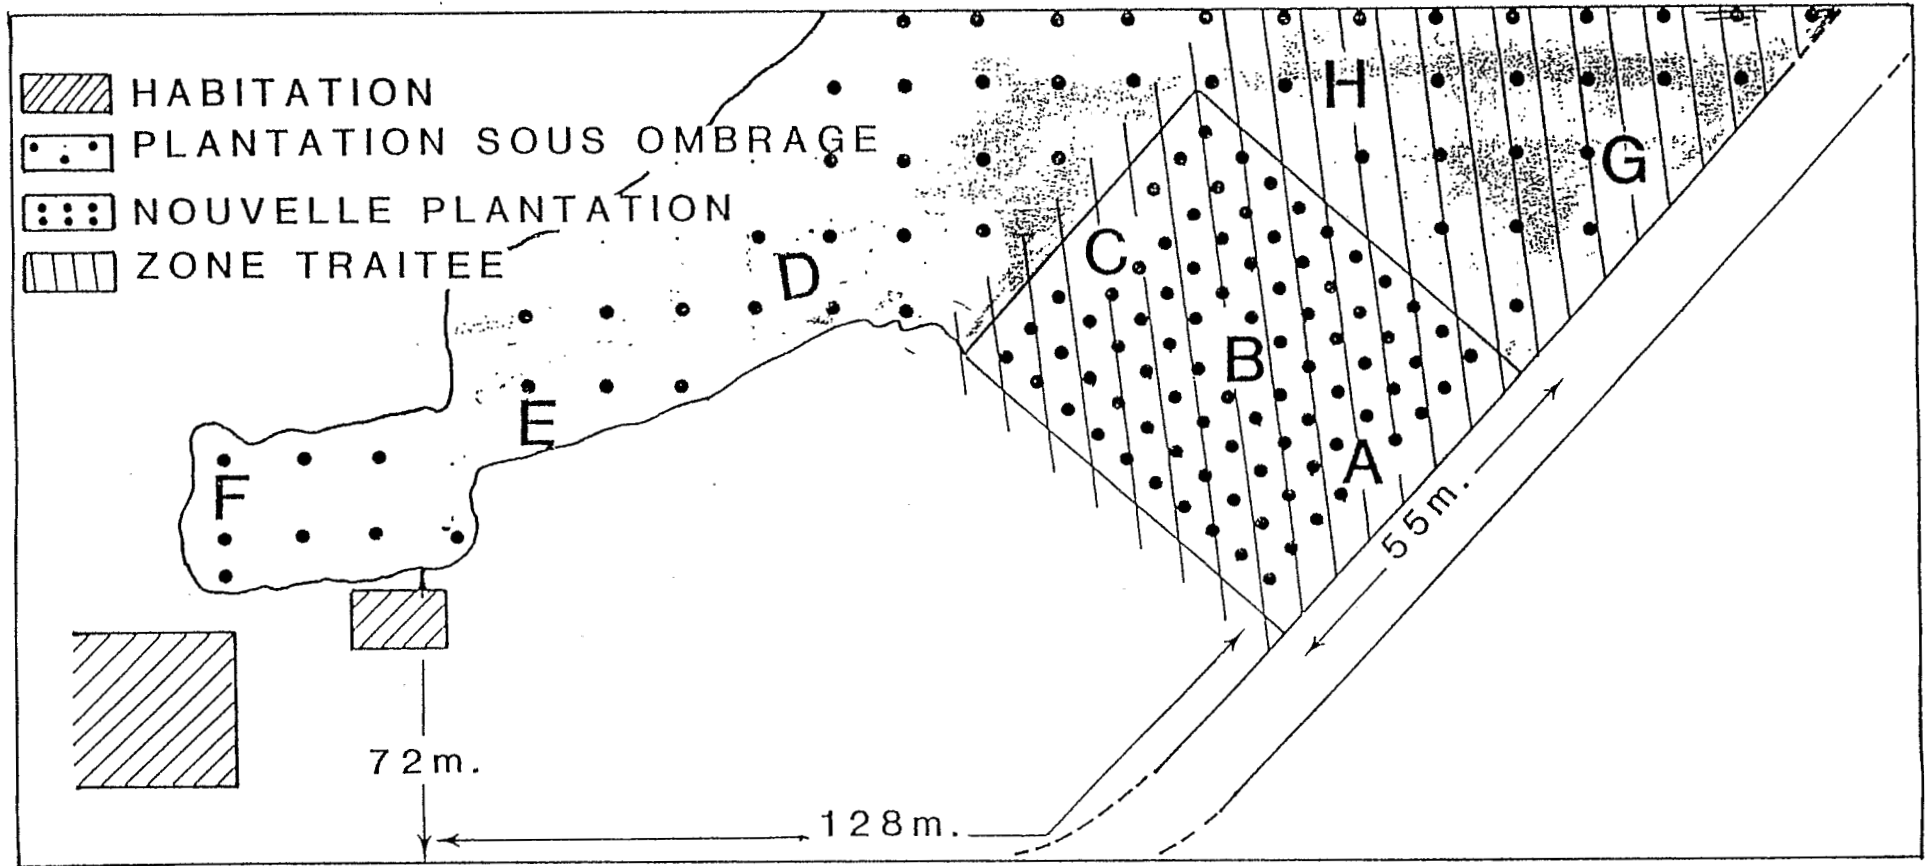 HABITATION
PLANTATION SOUS OMBRAGE
NOUVELLE PLANTATION
ZONE TRAITEE
H
G
C
D
B
E
A
F
55m.
72m.
128m.